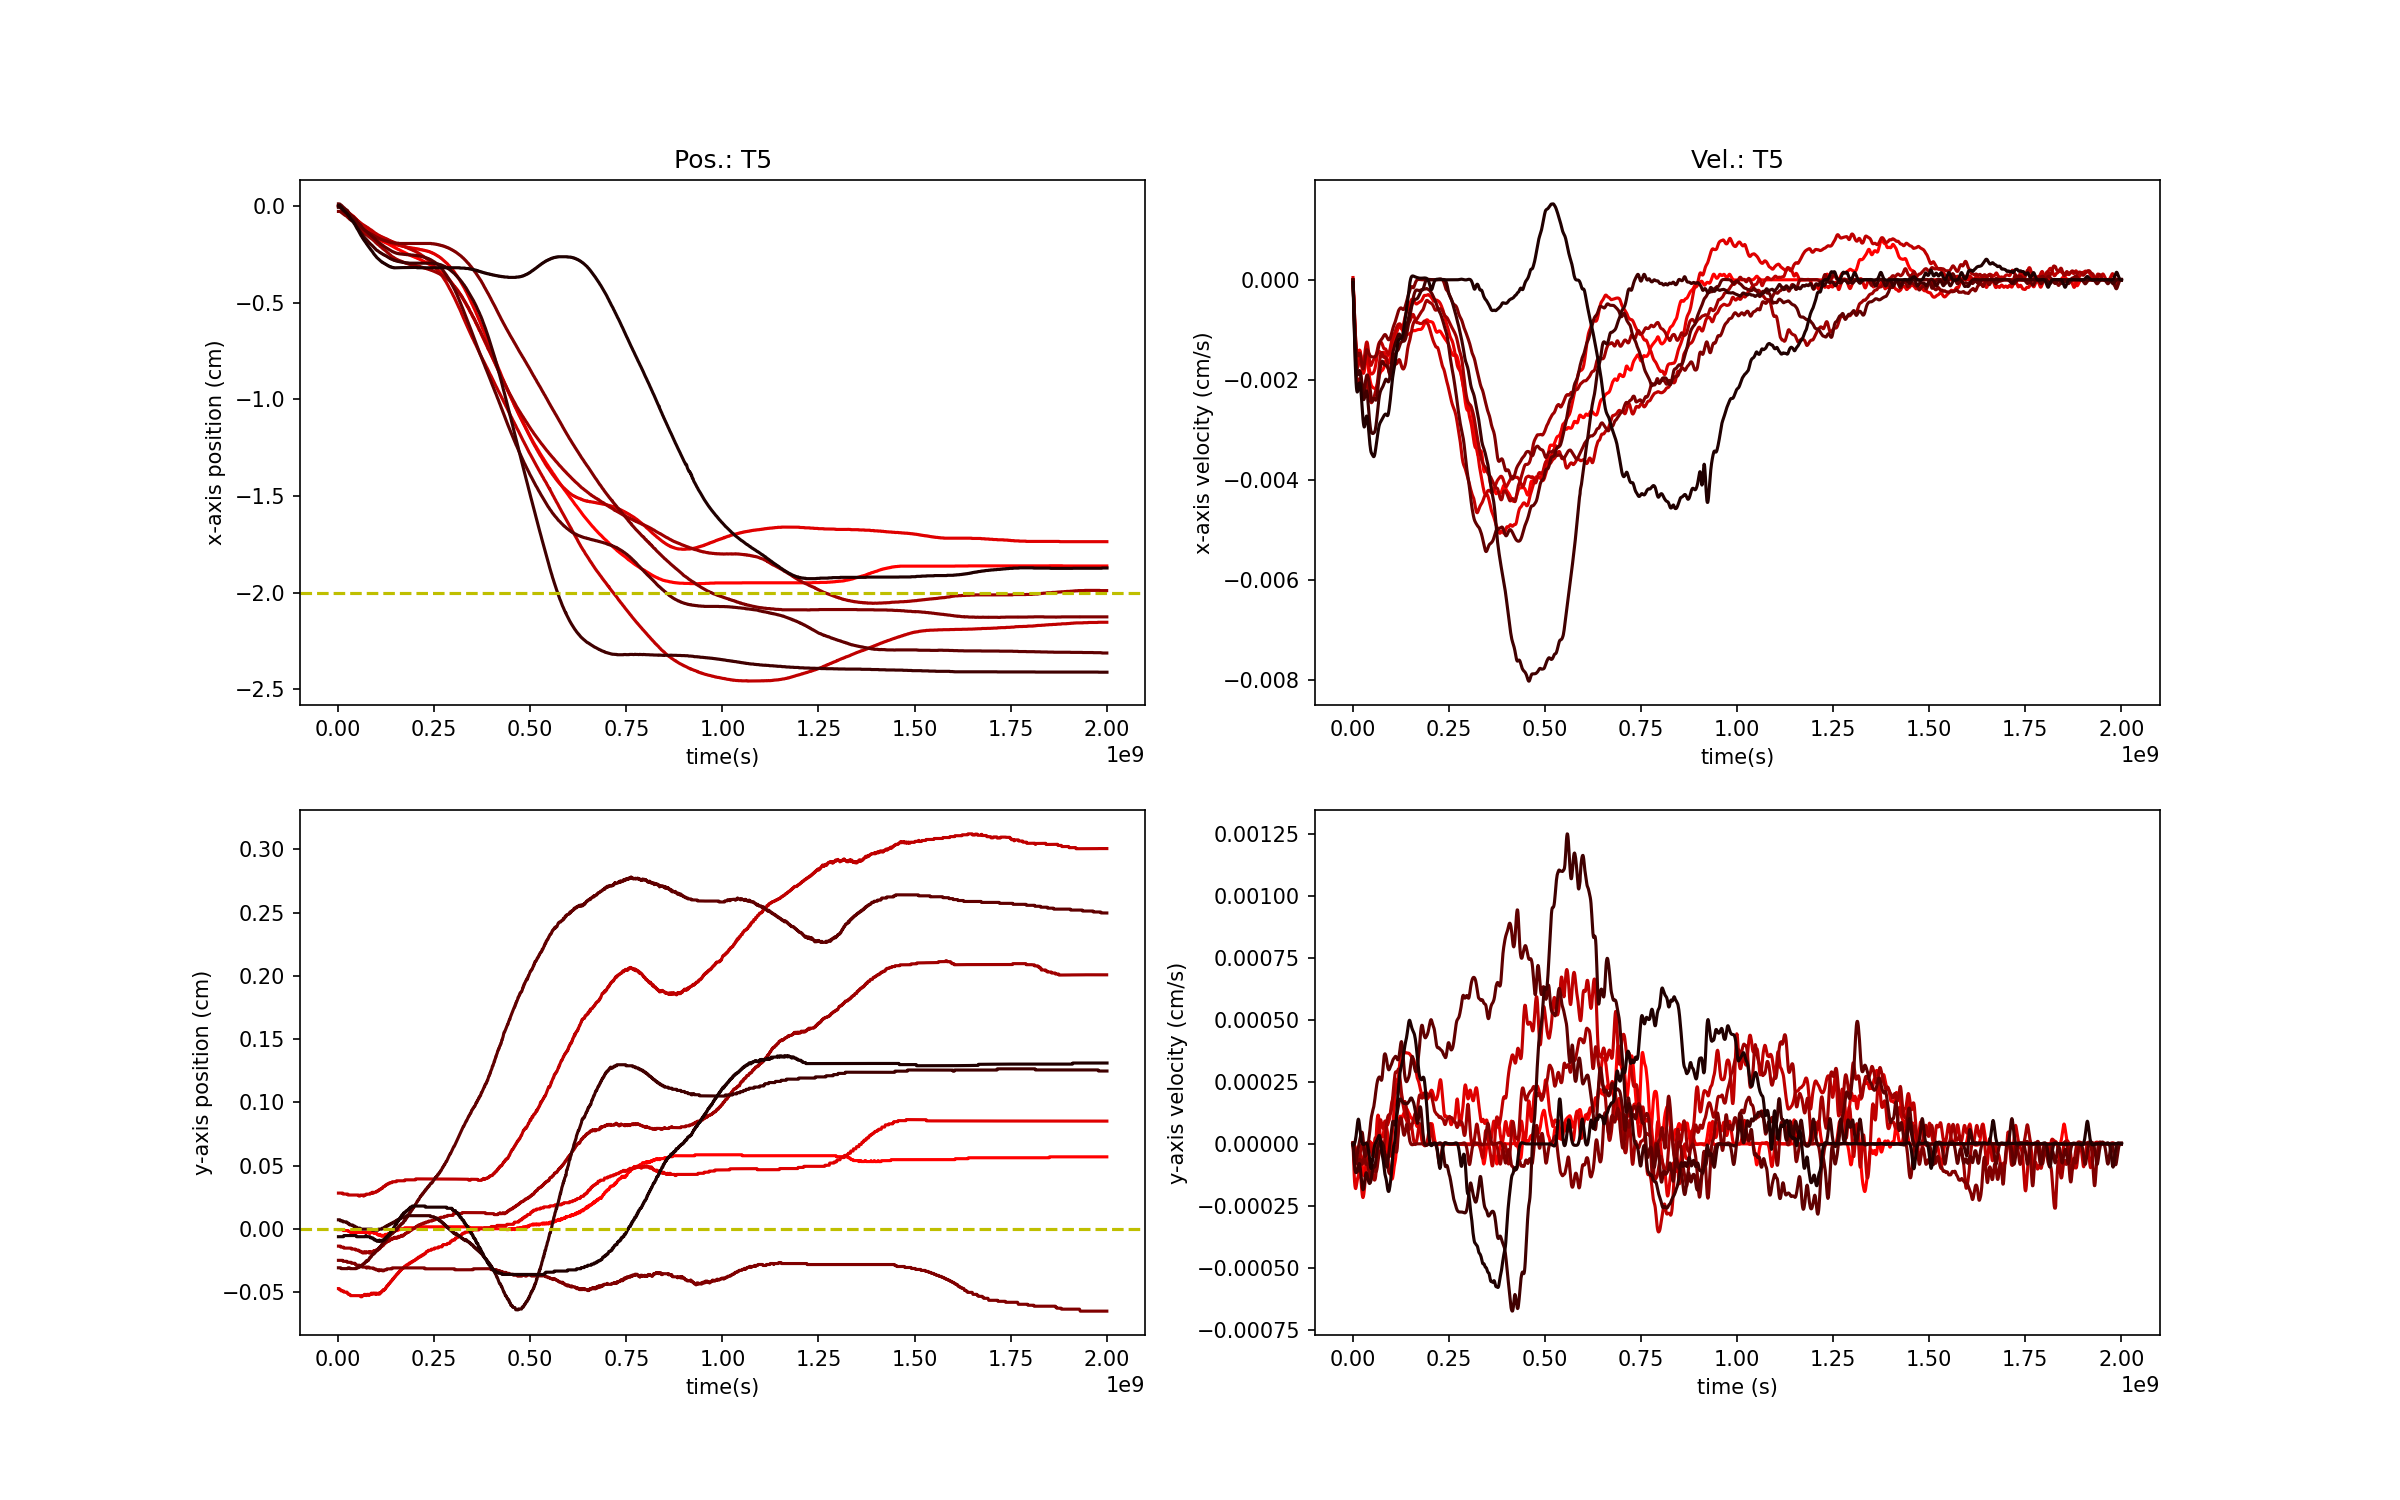 Pos.: T5
0.0
−0.5
−1.0
−1.5
−2.0
−2.5
x-axis position (cm)
0.00 0.25 0.50 0.75 1.00 1.25 1.50 1.75 2.00
time(s)
1e9
Vel.: T5
0.000
−0.002
−0.004
−0.006
−0.008
x-axis velocity (cm/s)
0.00 0.25 0.50 0.75 1.00 1.25 1.50 1.75 2.00
time(s)
1e9
0.30
0.25
0.20
0.15
0.10
0.05
0.00
−0.05
y-axis position (cm)
0.00 0.25 0.50 0.75 1.00 1.25 1.50 1.75 2.00
time(s)
1e9
0.00125
0.00100
0.00075
0.00050
0.00025
0.00000
−0.00025
−0.00050
−0.00075
y-axis velocity (cm/s)
0.00 0.25 0.50 0.75 1.00 1.25 1.50 1.75 2.00
time (s)
1e9